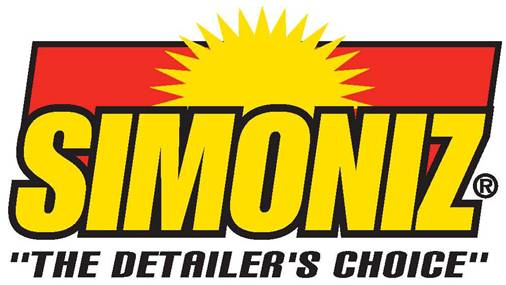 SIMONIZ®
"THE DETAILER'S CHOICE"